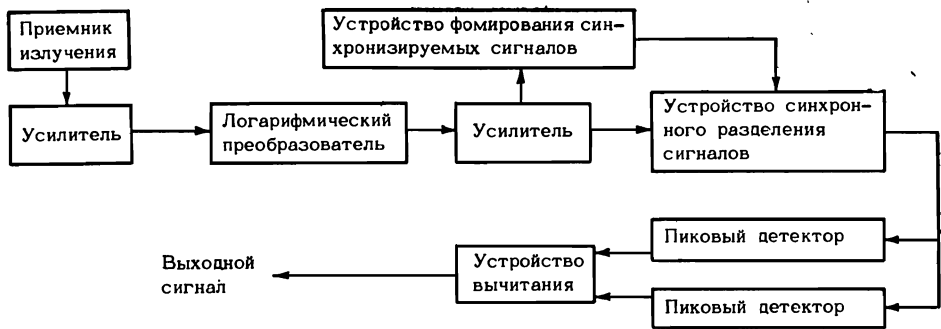 Приемник
излучения
Устройство фомирования син-
хронизируемых сигналов
Усилитель
Логарифмический
преобразователь
Усилитель
Устройство синхрон-
ного разделения
сигналов
Пиковый детектор
Выходной
сигнал
Устройство
вычитания
Пиковый детектор